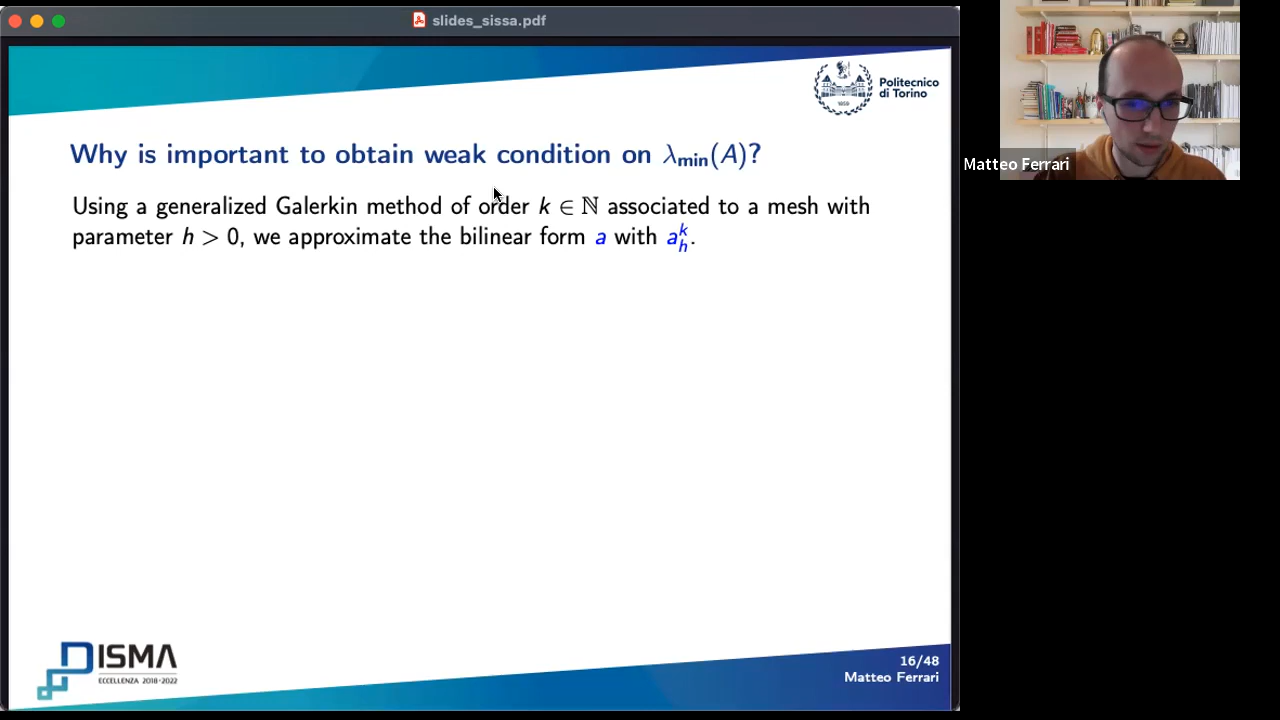 slides_sissa.pdf
Politecnico
di Torino
1859
Why is important to obtain weak condition on λmin(A)?
Using a generalized Galerkin method of order k ∈ ℕ associated to a mesh with
parameter h > 0, we approximate the bilinear form a with a_h^k.
DISMA
ECCELLENZA 2018-2022
16/48
Matteo Ferrari
Matteo Ferrari